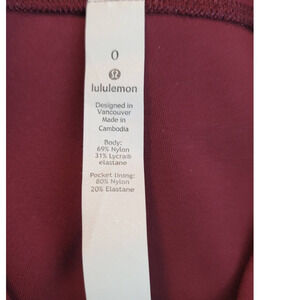 0
lululemon
Designed in
Vancouver
Made in
Cambodia
Body:
69% Nylon
31% Lycra®
elastane
Pocket lining:
80% Nylon
20% Elastane